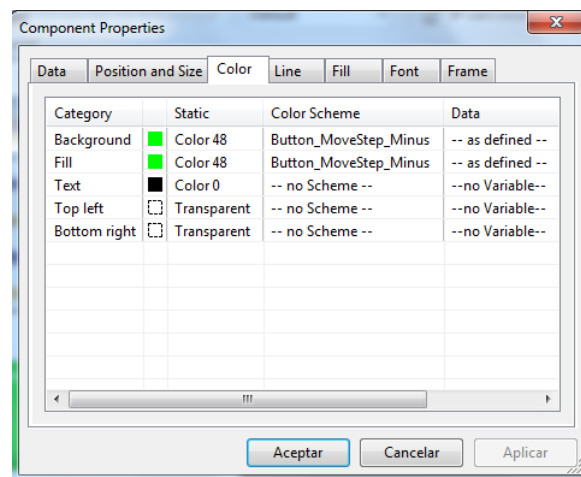 Component Properties
Data Position and Size Color Line Fill Font Frame
Category Static Color Scheme Data
Background Color 48 Button_MoveStep_Minus -- as defined --
Fill Color 48 Button_MoveStep_Minus -- as defined --
Text Color 0 -- no Scheme -- --no Variable--
Top left Transparent -- no Scheme -- --no Variable--
Bottom right Transparent -- no Scheme -- --no Variable--
Aceptar Cancelar Aplicar